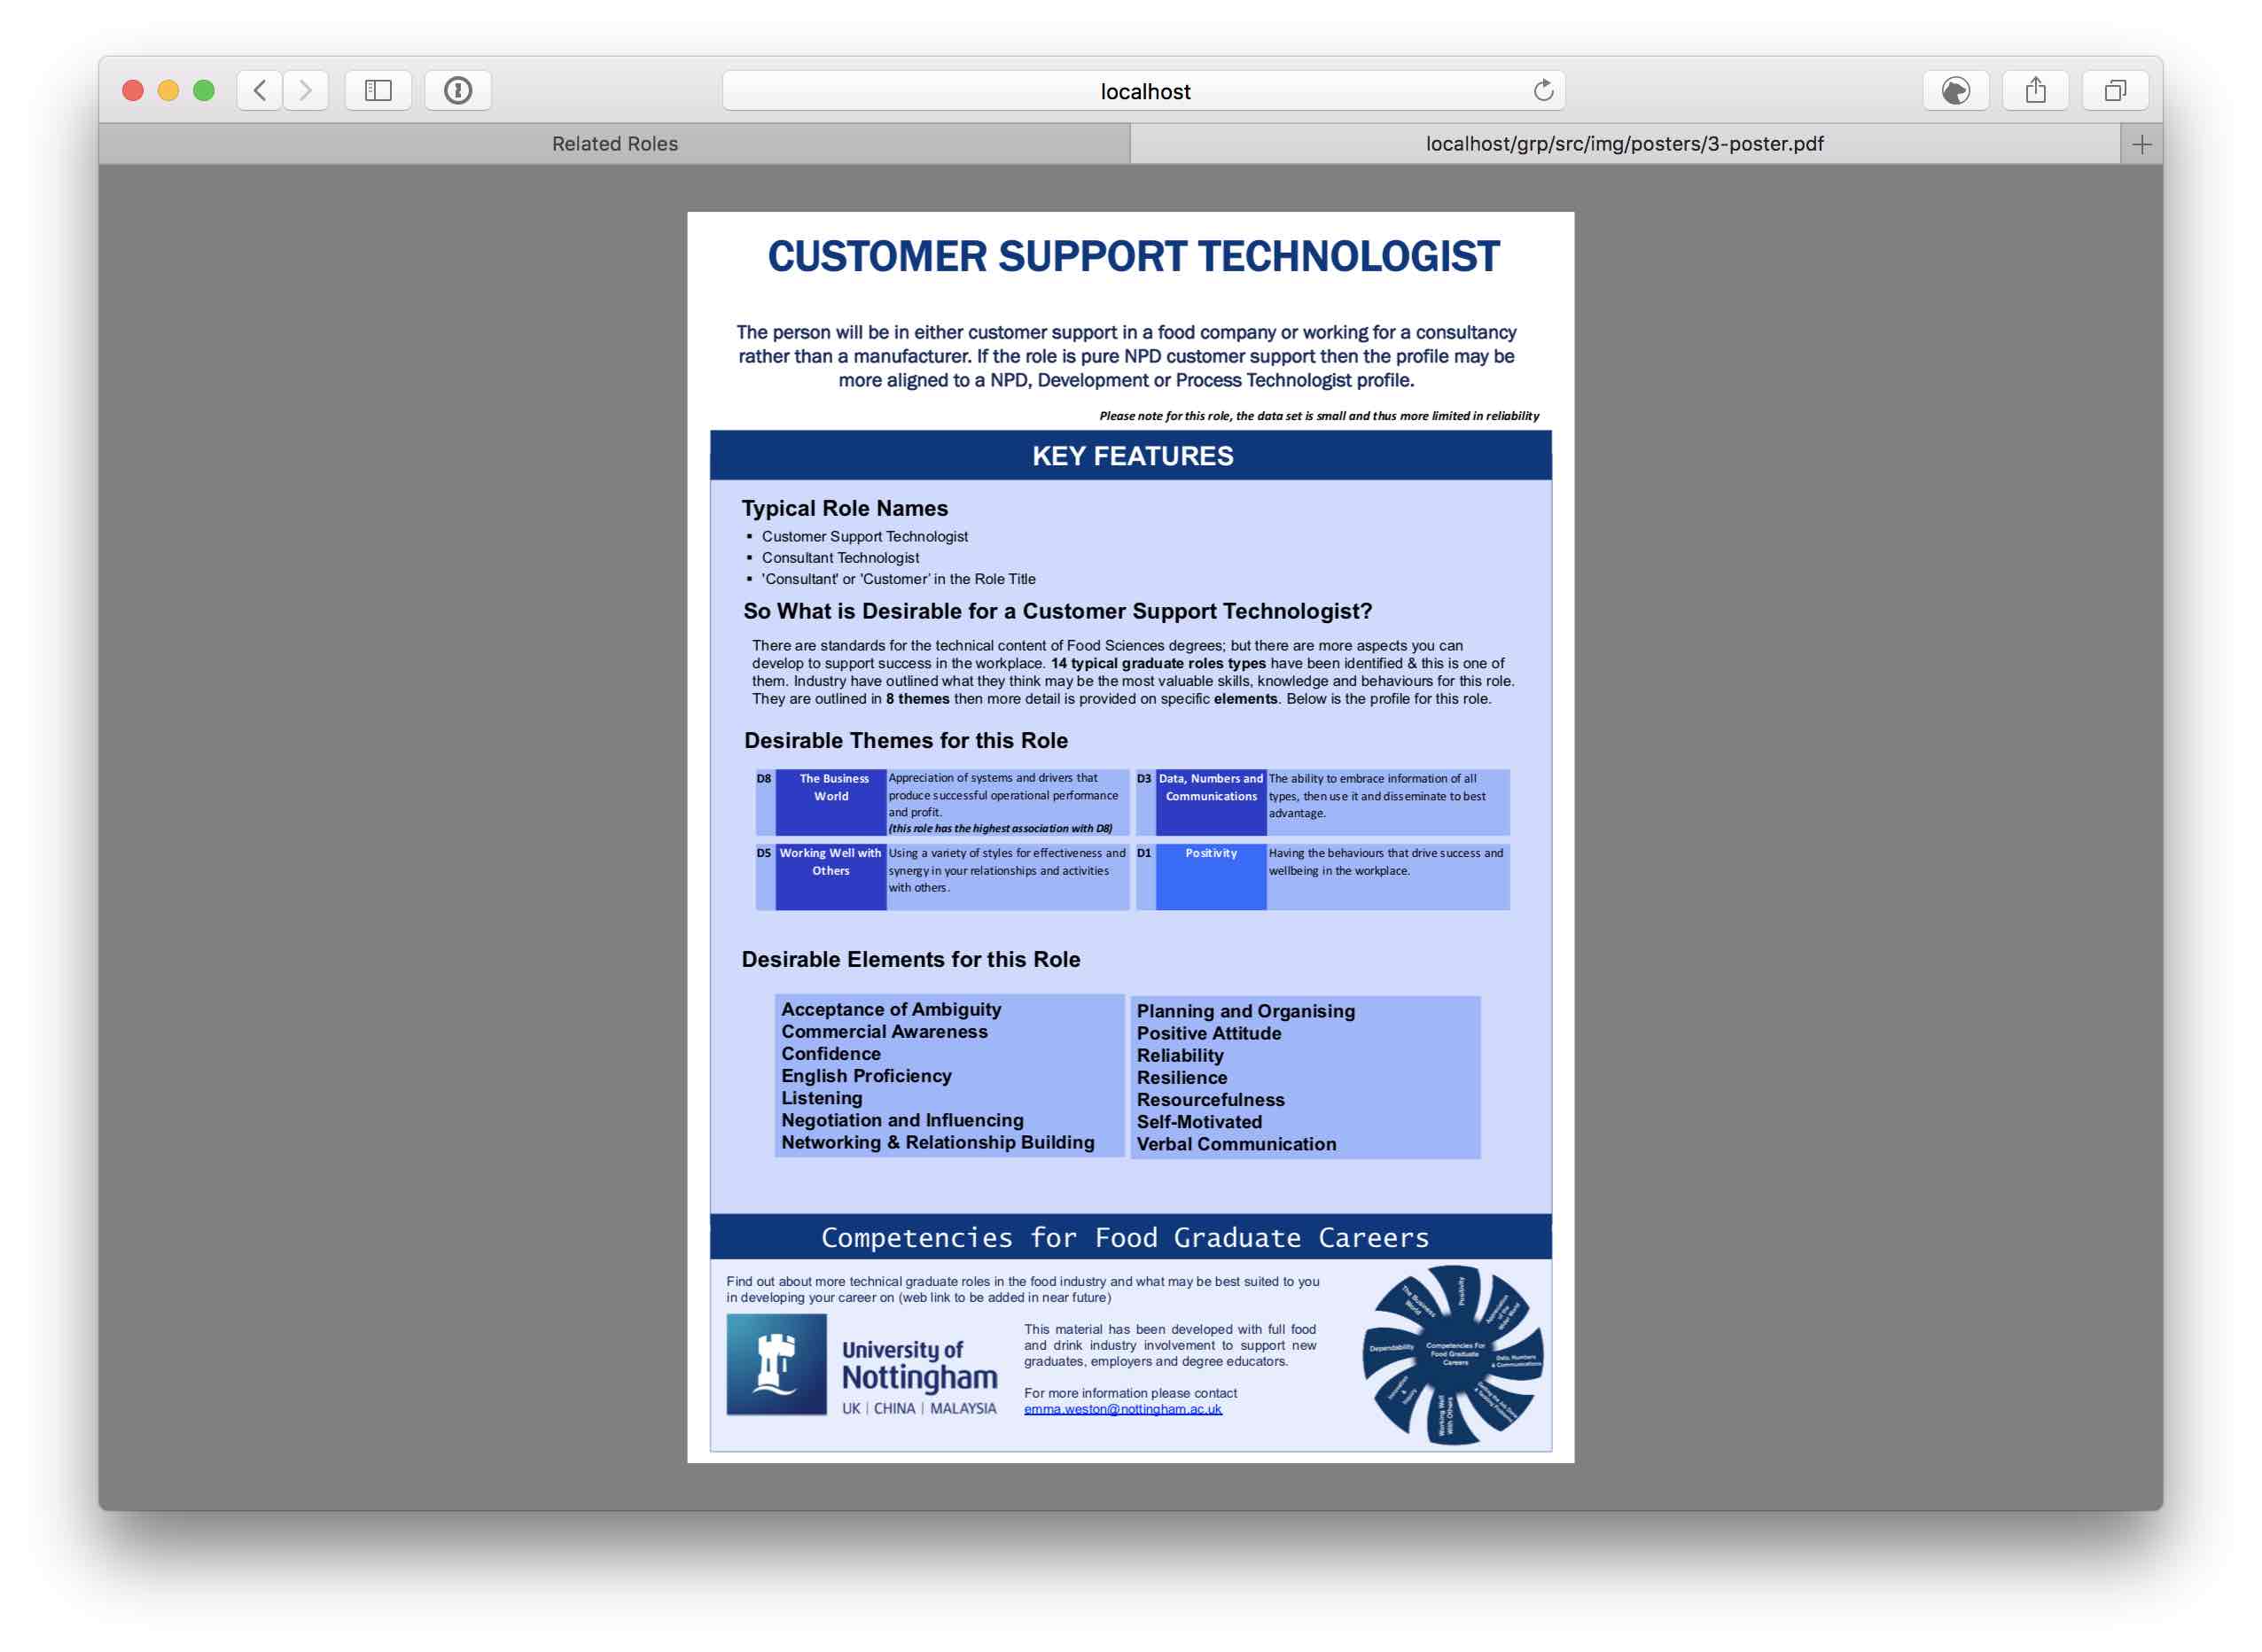 localhost
Related Roles
localhost/grp/src/img/posters/3-poster.pdf
CUSTOMER SUPPORT TECHNOLOGIST
The person will be in either customer support in a food company or working for a consultancy
rather than a manufacturer. If the role is pure NPD customer support then the profile may be
more aligned to a NPD, Development or Process Technologist profile.
Please note for this role, the data set is small and thus more limited in reliability
KEY FEATURES
Typical Role Names
▪ Customer Support Technologist
▪ Consultant Technologist
▪ 'Consultant' or 'Customer' in the Role Title
So What is Desirable for a Customer Support Technologist?
There are standards for the technical content of Food Sciences degrees; but there are more aspects you can
develop to support success in the workplace. 14 typical graduate roles types have been identified & this is one of
them. Industry have outlined what they think may be the most valuable skills, knowledge and behaviours for this role.
They are outlined in 8 themes then more detail is provided on specific elements. Below is the profile for this role.
Desirable Themes for this Role
D8
The Business
World
Appreciation of systems and drivers that
produce successful operational performance
and profit.
(this role has the highest association with D8)
D3
Data, Numbers and
Communications
The ability to embrace information of all
types, then use it and disseminate to best
advantage.
D5
Working Well with
Others
Using a variety of styles for effectiveness and
synergy in your relationships and activities
with others.
D1
Positivity
Having the behaviours that drive success and
wellbeing in the workplace.
Desirable Elements for this Role
Acceptance of Ambiguity
Commercial Awareness
Confidence
English Proficiency
Listening
Negotiation and Influencing
Networking & Relationship Building
Planning and Organising
Positive Attitude
Reliability
Resilience
Resourcefulness
Self-Motivated
Verbal Communication
Competencies for Food Graduate Careers
Find out about more technical graduate roles in the food industry and what may be best suited to you
in developing your career on (web link to be added in near future)
University of
Nottingham
UK | CHINA | MALAYSIA
This material has been developed with full food
and drink industry involvement to support new
graduates, employers and degree educators.
For more information please contact
emma.weston@nottingham.ac.uk
Positivity
Appreciation
of the
Wider World
Data, Numbers
& Communications
Getting the Job Done
& Solving Problems
Working Well
With Others
Innovation
&
Inquiry
Dependability
The Business
World
Competencies For
Food Graduate
Careers